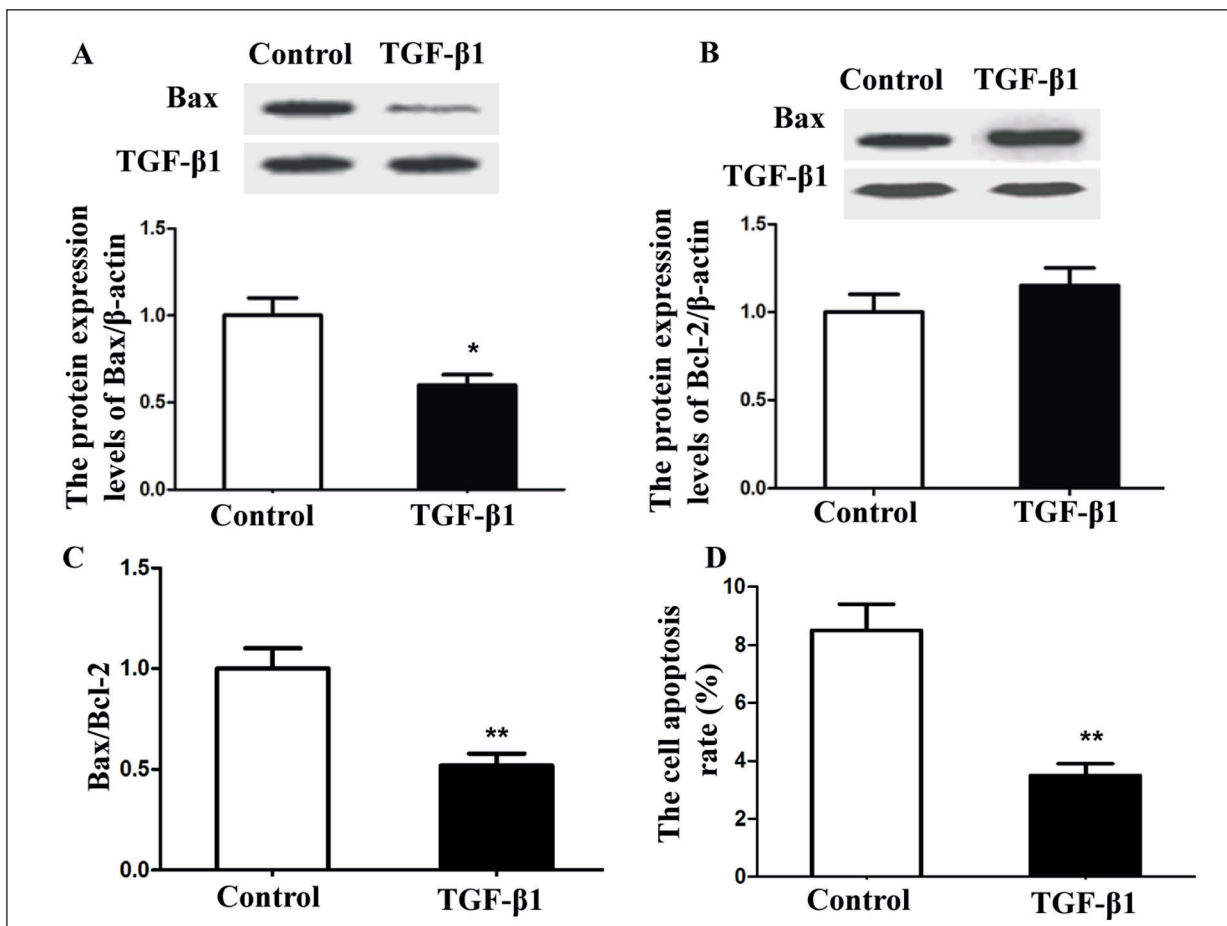 A
Control TGF-β1
Bax
TGF-β1
The protein expression
levels of Bax/β-actin
1.5
1.0
0.5
0.0
*
Control TGF-β1
B
Control TGF-β1
Bax
TGF-β1
The protein expression
levels of Bcl-2/β-actin
1.5
1.0
0.5
0.0
Control TGF-β1
C
Bax/Bcl-2
1.5
1.0
0.5
0.0
**
Control TGF-β1
D
The cell apoptosis
rate (%)
10
8
6
4
2
0
**
Control TGF-β1